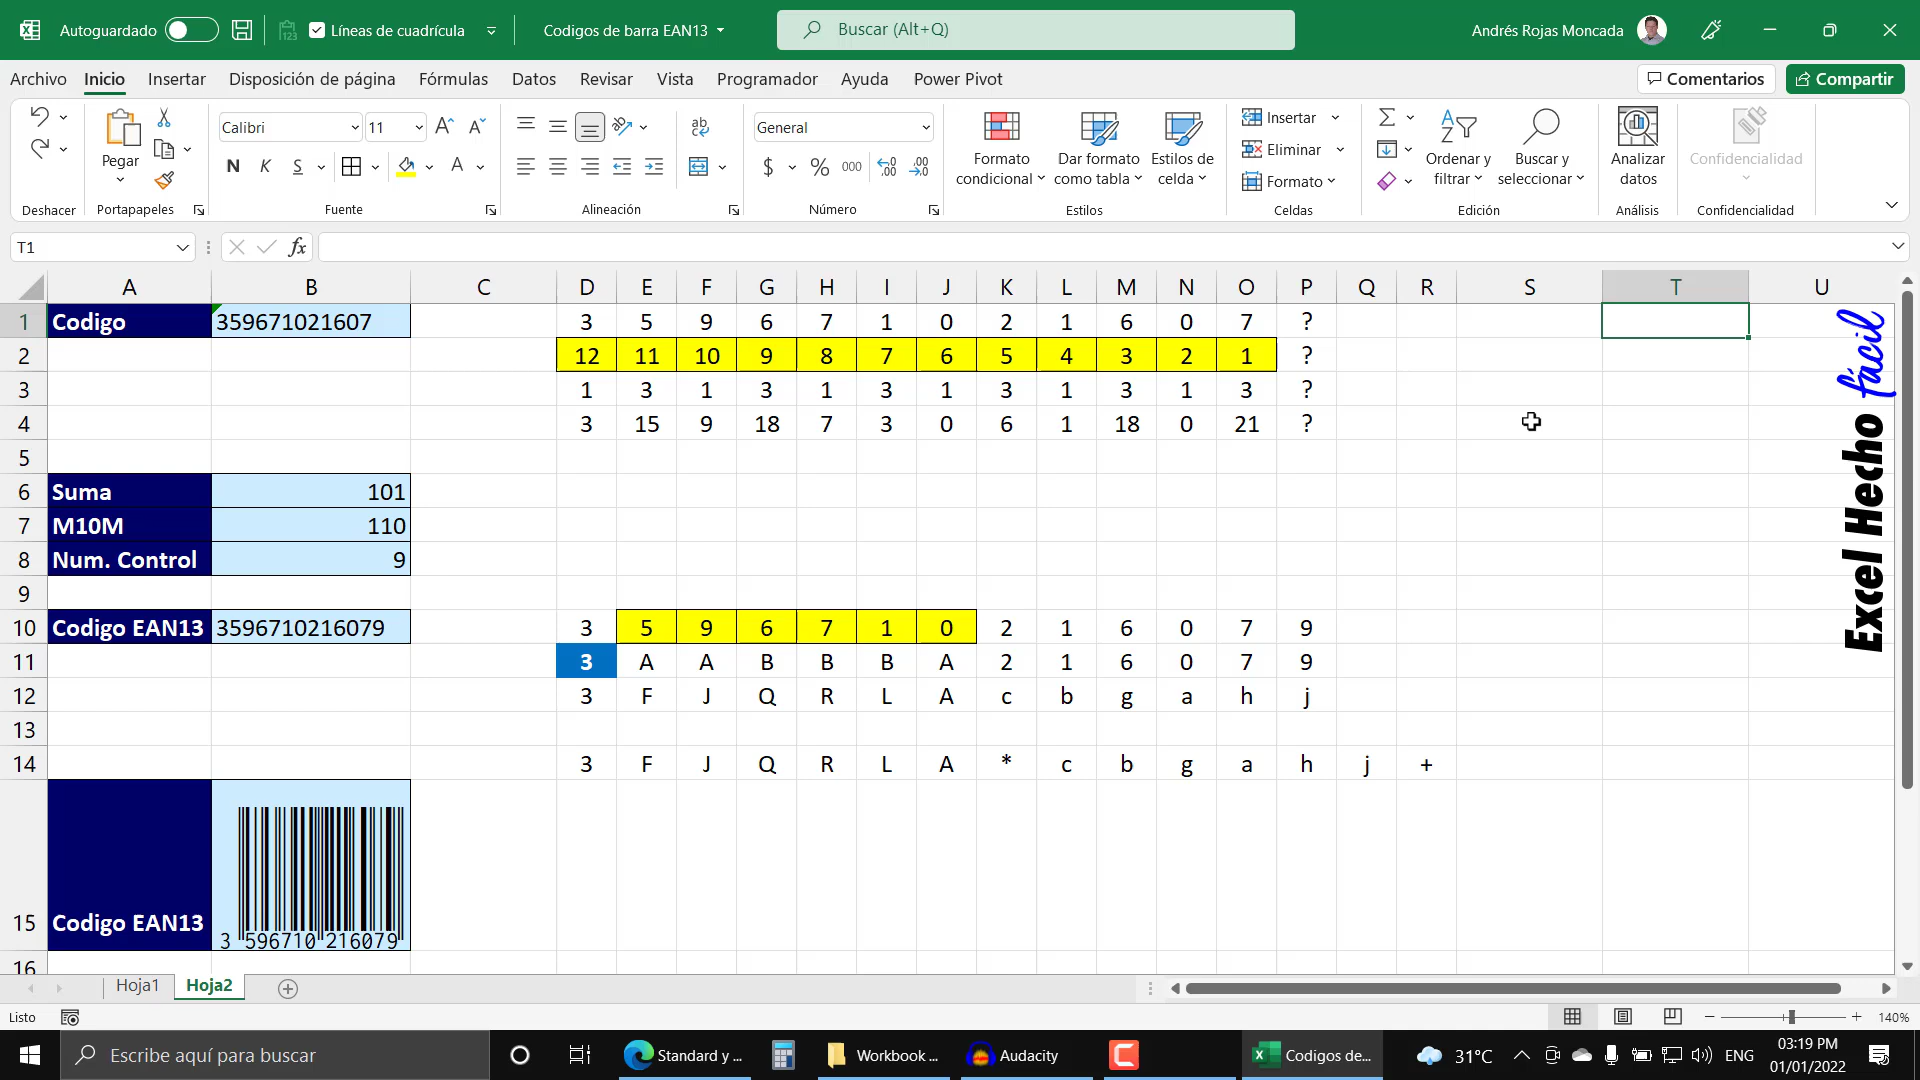 Autoguardado Líneas de cuadrícula Codigos de barra EAN13 Buscar (Alt+Q) Andrés Rojas Moncada
Archivo Inicio Insertar Disposición de página Fórmulas Datos Revisar Vista Programador Ayuda Power Pivot Comentarios Compartir
Calibri 11 General Insertar
Pegar N K S A $ % 000 Formato condicional Dar formato como tabla Estilos de celda Eliminar Formato Ordenar y filtrar Buscar y seleccionar Analizar datos Confidencialidad
Deshacer Portapapeles Fuente Alineación Número Estilos Celdas Edición Análisis Confidencialidad
T1 fx
A B C D E F G H I J K L M N O P Q R S T U
1 Codigo 359671021607 3 5 9 6 7 1 0 2 1 6 0 7 ?
2 12 11 10 9 8 7 6 5 4 3 2 1 ?
3 1 3 1 3 1 3 1 3 1 3 1 3 ?
4 3 15 9 18 7 3 0 6 1 18 0 21 ?
5
6 Suma 101
7 M10M 110
8 Num. Control 9
9
10 Codigo EAN13 3596710216079 3 5 9 6 7 1 0 2 1 6 0 7 9
11 3 A A B B B A 2 1 6 0 7 9
12 3 F J Q R L A c b g a h j
13
14 3 F J Q R L A * c b g a h j +
15 Codigo EAN13 3 596710 216079
16
Excel Hecho fácil
Hoja1 Hoja2
Listo 140%
Escribe aquí para buscar Standard y ... Workbook ... Audacity Codigos de... 31°C ENG 03:19 PM
01/01/2022